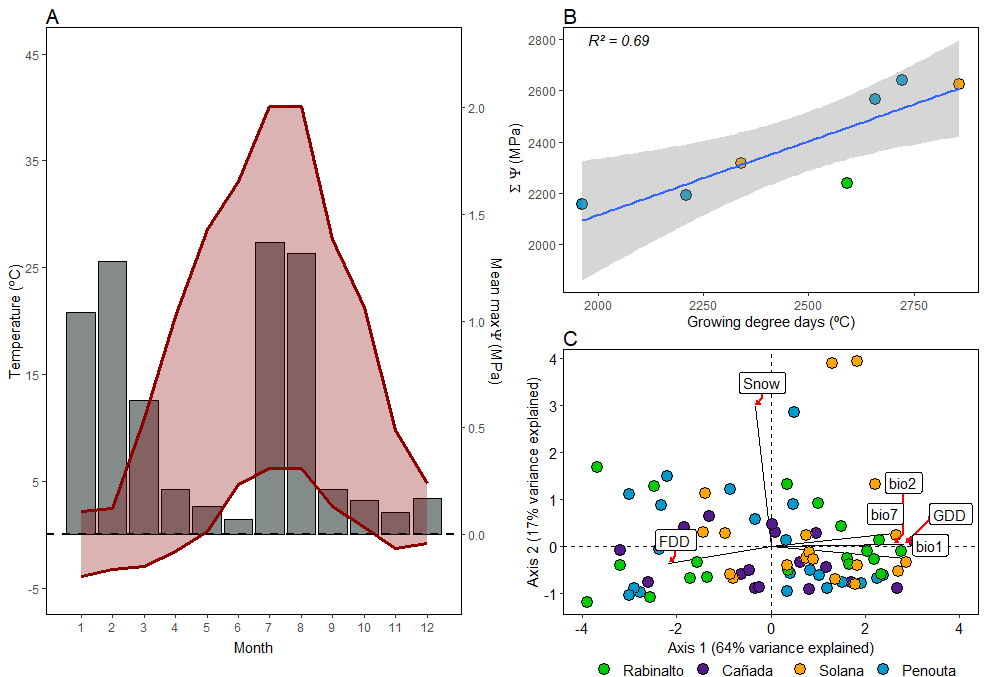 A
45
35
25
15
5
-5
Temperature (ºC)
2.0
1.5
1.0
0.5
0.0
Mean maxΨ (MPa)
1 2 3 4 5 6 7 8 9 10 11 12
Month
B
R² = 0.69
2800
2600
2400
2200
2000
Σ Ψ (MPa)
2000 2250 2500 2750
Growing degree days (ºC)
C
4
3
2
1
0
-1
Axis 2 (17% variance explained)
Snow
bio2
bio7
GDD
FDD
bio1
-4 -2 0 2 4
Axis 1 (64% variance explained)
Rabinalto Cañada Solana Penouta